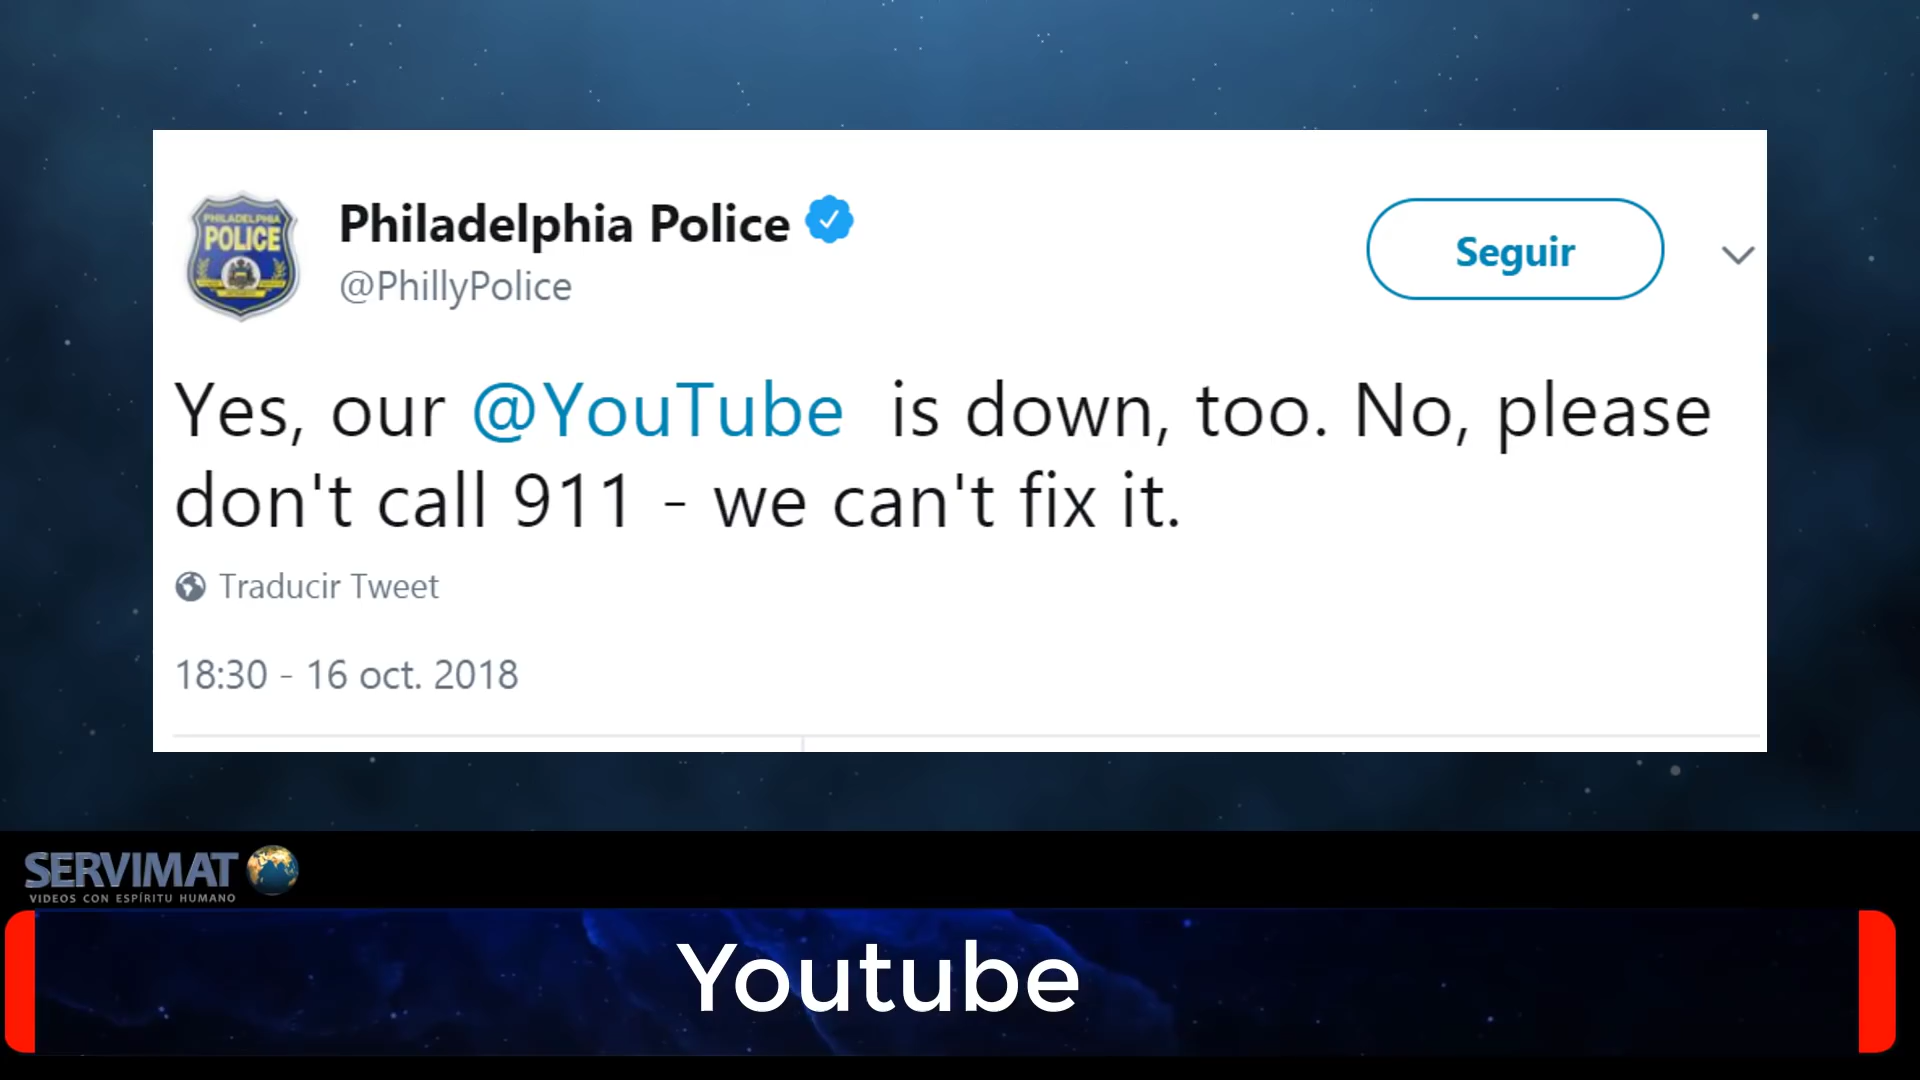 PHILADELPHIA
POLICE
Philadelphia Police
@PhillyPolice
Seguir
Yes, our @YouTube is down, too. No, please
don't call 911 - we can't fix it.
Traducir Tweet
18:30 - 16 oct. 2018
SERVIMAT
VIDEOS CON ESPÍRITU HUMANO
Youtube